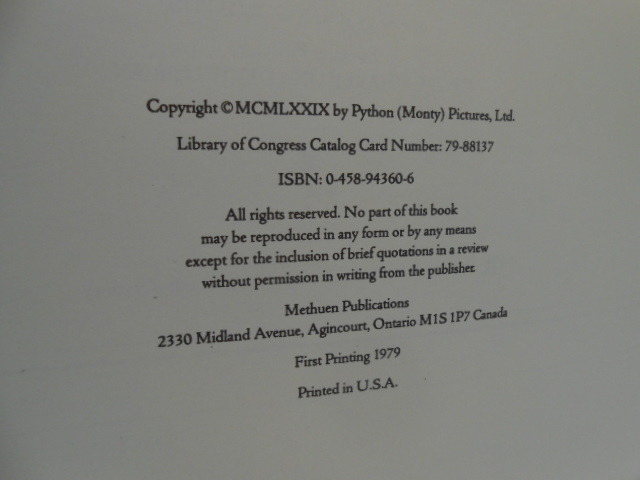 Copyright © MCMLXXIX by Python (Monty) Pictures, Ltd.
Library of Congress Catalog Card Number: 79-88137
ISBN: 0-458-94360-6
All rights reserved. No part of this book
may be reproduced in any form or by any means
except for the inclusion of brief quotations in a review
without permission in writing from the publisher.
Methuen Publications
2330 Midland Avenue, Agincourt, Ontario M1S 1P7 Canada
First Printing 1979
Printed in U.S.A.